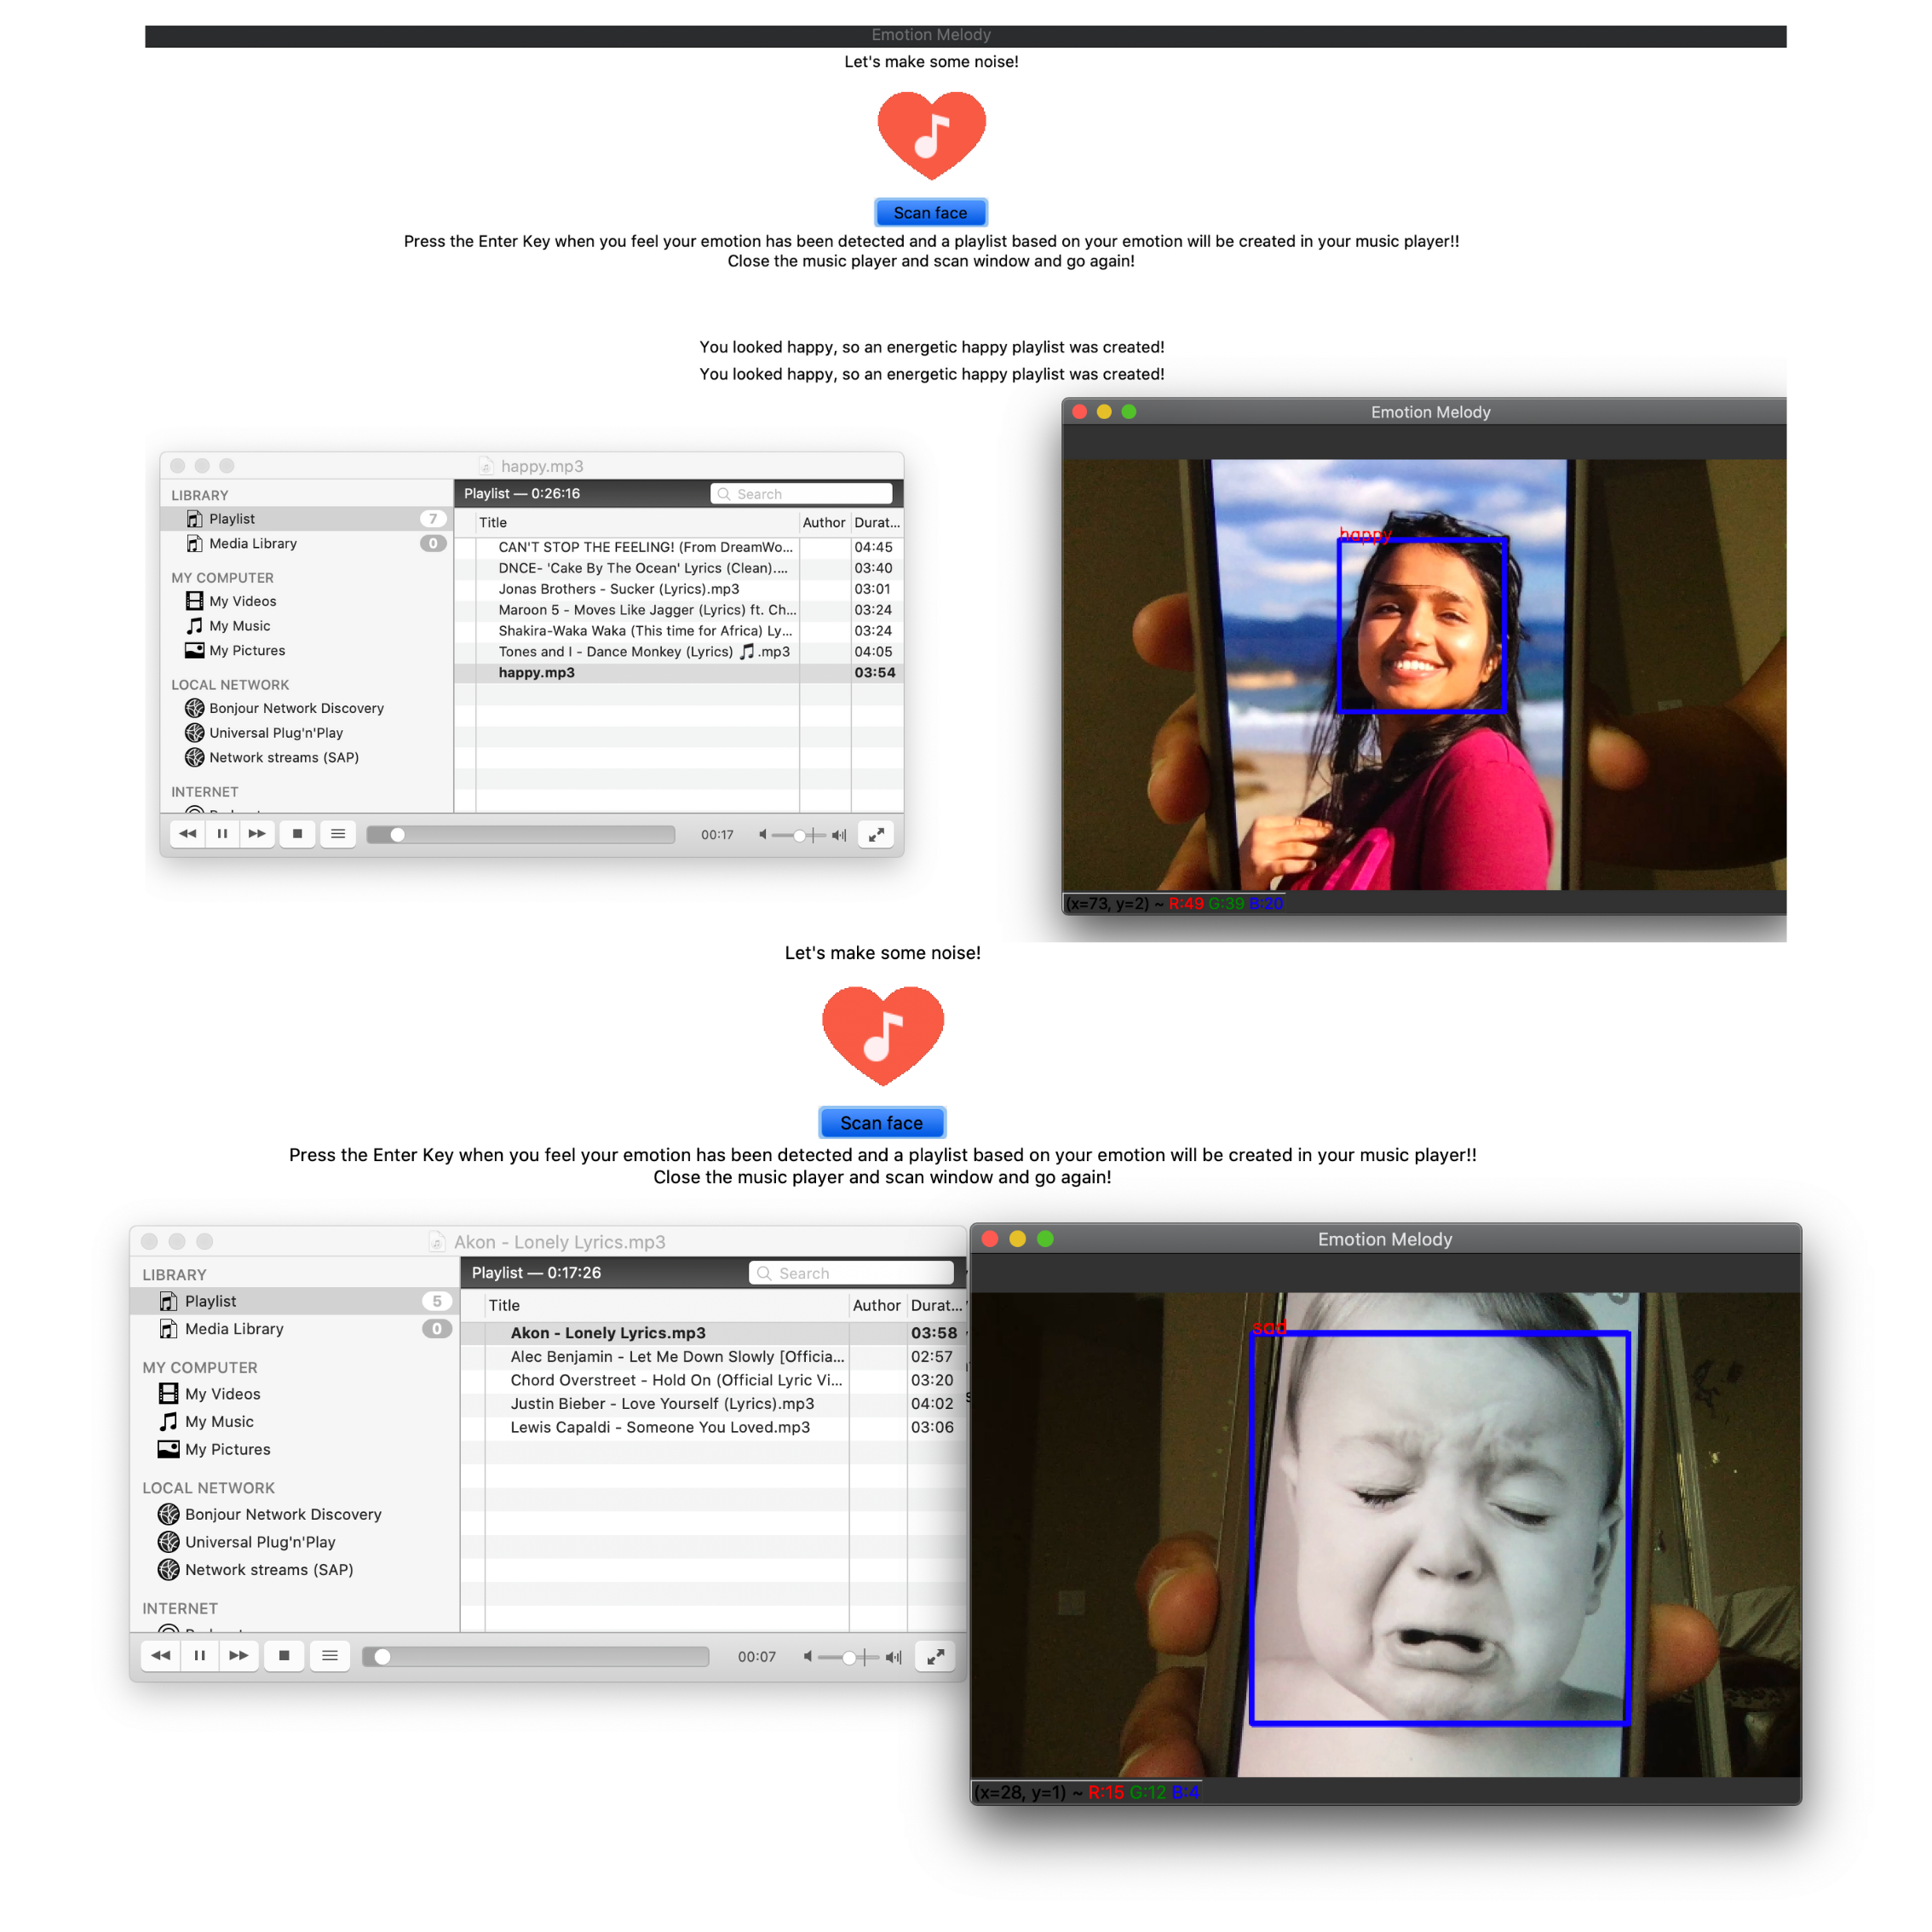 Emotion Melody
Let's make some noise!
Scan face
Press the Enter Key when you feel your emotion has been detected and a playlist based on your emotion will be created in your music player!!
Close the music player and scan window and go again!
You looked happy, so an energetic happy playlist was created!
You looked happy, so an energetic happy playlist was created!
happy.mp3
LIBRARY
Playlist 7
Media Library 0
MY COMPUTER
My Videos
My Music
My Pictures
LOCAL NETWORK
Bonjour Network Discovery
Universal Plug'n'Play
Network streams (SAP)
INTERNET
Playlist — 0:26:16
Search
Title Author Durat...
CAN'T STOP THE FEELING! (From DreamWo... 04:45
DNCE- 'Cake By The Ocean' Lyrics (Clean).... 03:40
Jonas Brothers - Sucker (Lyrics).mp3 03:01
Maroon 5 - Moves Like Jagger (Lyrics) ft. Ch... 03:24
Shakira-Waka Waka (This time for Africa) Ly... 03:24
Tones and I - Dance Monkey (Lyrics) 🎵.mp3 04:05
happy.mp3 03:54
00:17
Emotion Melody
happy
(x=73, y=2) ~ R:49 G:39 B:20
Let's make some noise!
Scan face
Press the Enter Key when you feel your emotion has been detected and a playlist based on your emotion will be created in your music player!!
Close the music player and scan window and go again!
Akon - Lonely Lyrics.mp3
LIBRARY
Playlist 5
Media Library 0
MY COMPUTER
My Videos
My Music
My Pictures
LOCAL NETWORK
Bonjour Network Discovery
Universal Plug'n'Play
Network streams (SAP)
INTERNET
Playlist — 0:17:26
Search
Title Author Durat...
Akon - Lonely Lyrics.mp3 03:58
Alec Benjamin - Let Me Down Slowly [Officia... 02:57
Chord Overstreet - Hold On (Official Lyric Vi... 03:20
Justin Bieber - Love Yourself (Lyrics).mp3 04:02
Lewis Capaldi - Someone You Loved.mp3 03:06
00:07
Emotion Melody
sad
(x=28, y=1) ~ R:15 G:12 B:4